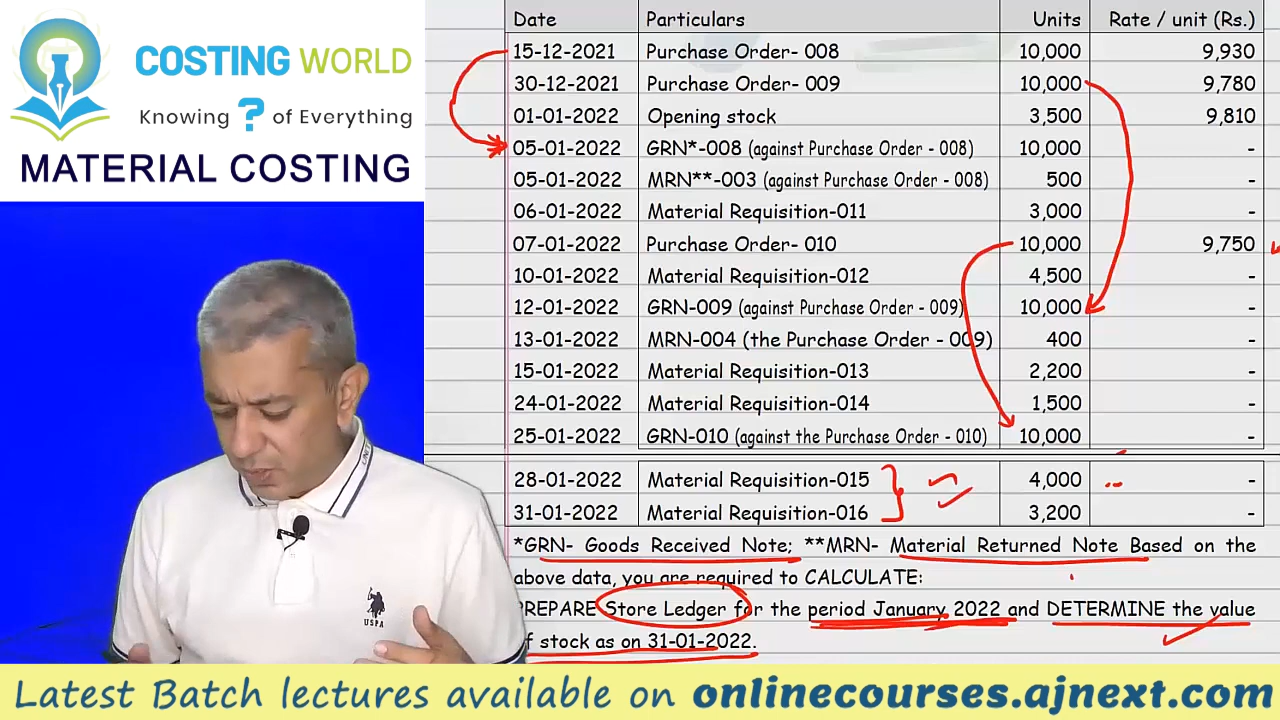 COSTING WORLD
Knowing ? of Everything
MATERIAL COSTING
Date Particulars Units Rate / unit (Rs.)
15-12-2021 Purchase Order- 008 10,000 9,930
30-12-2021 Purchase Order- 009 10,000 9,780
01-01-2022 Opening stock 3,500 9,810
05-01-2022 GRN*-008 (against Purchase Order - 008) 10,000 -
05-01-2022 MRN**-003 (against Purchase Order - 008) 500 -
06-01-2022 Material Requisition-011 3,000 -
07-01-2022 Purchase Order- 010 10,000 9,750
10-01-2022 Material Requisition-012 4,500 -
12-01-2022 GRN-009 (against Purchase Order - 009) 10,000 -
13-01-2022 MRN-004 (the Purchase Order - 009) 400 -
15-01-2022 Material Requisition-013 2,200 -
24-01-2022 Material Requisition-014 1,500 -
25-01-2022 GRN-010 (against the Purchase Order - 010) 10,000 -
28-01-2022 Material Requisition-015 4,000 -
31-01-2022 Material Requisition-016 3,200 -
*GRN- Goods Received Note; **MRN- Material Returned Note Based on the
above data, you are required to CALCULATE:
PREPARE Store Ledger for the period January 2022 and DETERMINE the value
of stock as on 31-01-2022.
USPA
Latest Batch lectures available on onlinecourses.ajnext.com